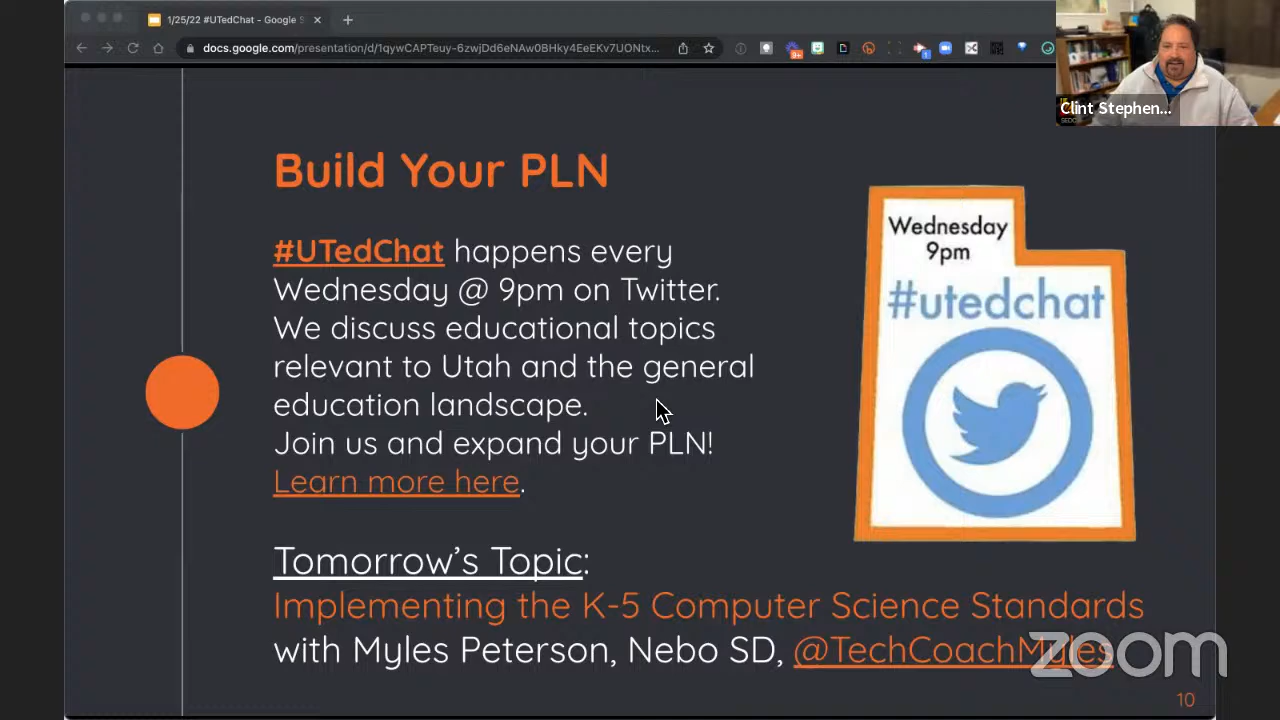 1/25/22 #UTedChat - Google S
docs.google.com/presentation/d/1qywCAPTeuy-6zwjDd6eNAw0BHky4EeEKv7UONtx...
Clint Stephen...
Build Your PLN
#UTedChat happens every
Wednesday @ 9pm on Twitter.
We discuss educational topics
relevant to Utah and the general
education landscape.
Join us and expand your PLN!
Learn more here.
Wednesday
9pm
#utedchat
Tomorrow's Topic:
Implementing the K-5 Computer Science Standards
with Myles Peterson, Nebo SD, @TechCoachMyles
zoom
10